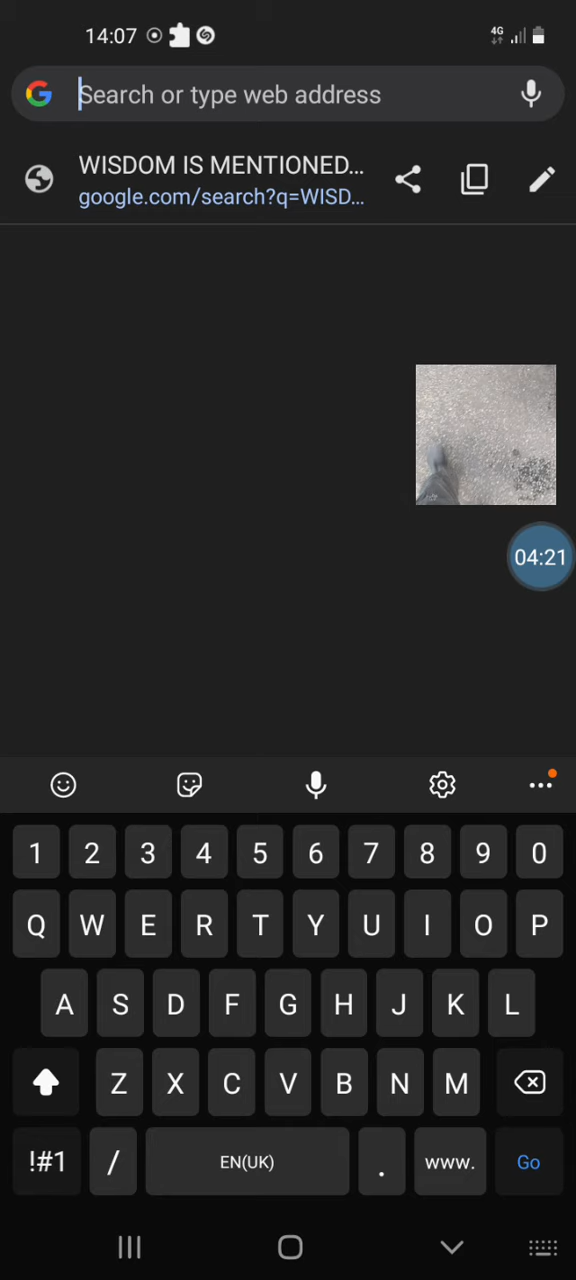 14:07 4G
Search or type web address
WISDOM IS MENTIONED...
google.com/search?q=WISD...
04:21
1 2 3 4 5 6 7 8 9 0
Q W E R T Y U I O P
A S D F G H J K L
Z X C V B N M
!#1 / EN(UK) . www. Go